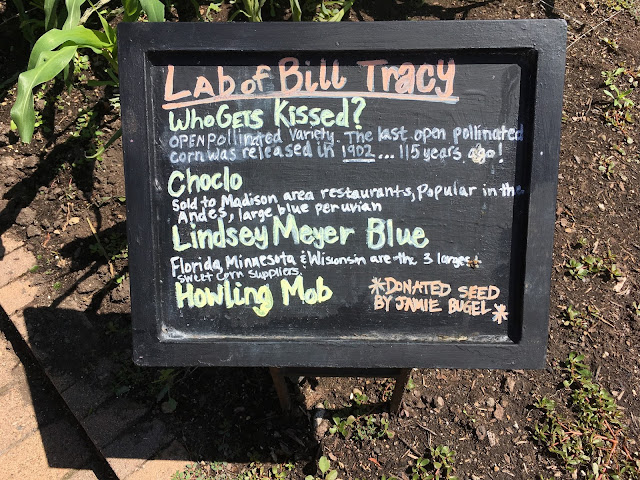 LAB of Bill Tracy
Who Gets Kissed?
OPEN Pollinated Variety. The last open pollinated
corn was released in 1902... 115 years ago!
Choclo
Sold to Madison area restaurants, Popular in the
Andes, large blue peruvian
Lindsey Meyer Blue
Florida, Minnesota & Wisconsin are the 3 largest
sweet corn suppliers.
Howling Mob
*DONATED SEED
BY JAMIE BUGEL*